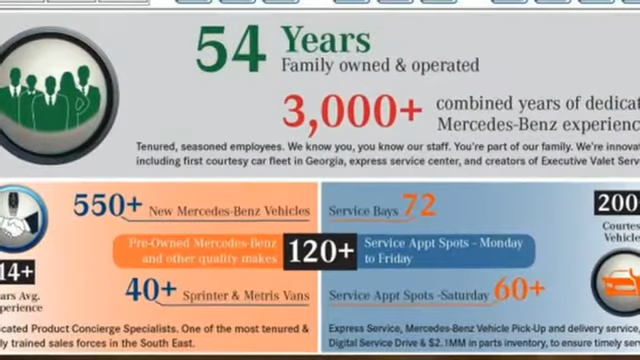 54 Years
Family owned & operated
3,000+ combined years of dedicat
Mercedes-Benz experienc
Tenured, seasoned employees. We know you, you know our staff. You're part of our family. We're innovat
including first courtesy car fleet in Georgia, express service center, and creators of Executive Valet Serv
550+ New Mercedes-Benz Vehicles
Pre-Owned Mercedes-Benz
and other quality makes
120+
40+ Sprinter & Metris Vans
14+
ars Avg.
perience
cated Product Concierge Specialists. One of the most tenured &
ly trained sales forces in the South East.
Service Bays 72
Service Appt Spots - Monday
to Friday
Service Appt Spots -Saturday 60+
200
Courtes
Vehicle
Express Service, Mercedes-Benz Vehicle Pick-Up and delivery service,
Digital Service Drive & $2.1MM in parts inventory, to ensure timely serv